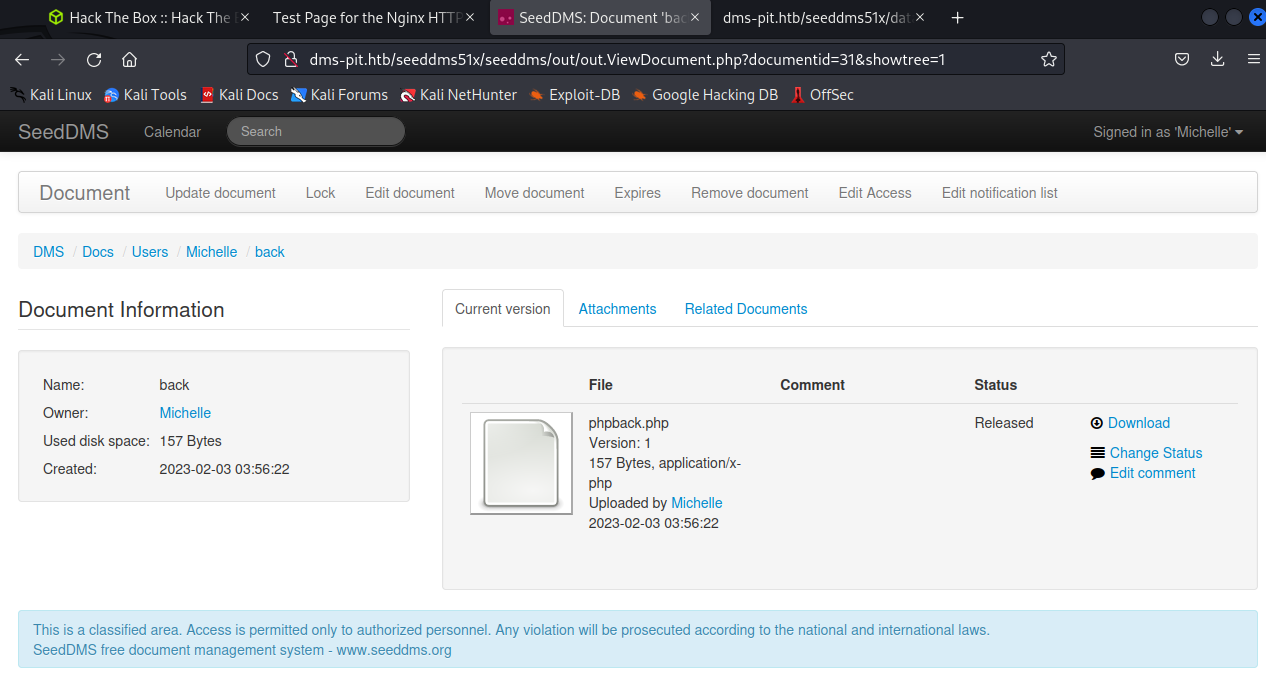 Hack The Box :: Hack The
Test Page for the Nginx HTTP
SeedDMS: Document 'bac
dms-pit.htb/seeddms51x/dat
dms-pit.htb/seeddms51x/seeddms/out/out.ViewDocument.php?documentid=31&showtree=1
Kali Linux Kali Tools Kali Docs Kali Forums Kali NetHunter Exploit-DB Google Hacking DB OffSec
SeedDMS Calendar Search Signed in as 'Michelle'
Document Update document Lock Edit document Move document Expires Remove document Edit Access Edit notification list
DMS / Docs / Users / Michelle / back
Document Information
Name: back
Owner: Michelle
Used disk space: 157 Bytes
Created: 2023-02-03 03:56:22
Current version Attachments Related Documents
File Comment Status
phpback.php
Version: 1
157 Bytes, application/x-
php
Uploaded by Michelle
2023-02-03 03:56:22
Released
Download
Change Status
Edit comment
This is a classified area. Access is permitted only to authorized personnel. Any violation will be prosecuted according to the national and international laws.
SeedDMS free document management system - www.seeddms.org